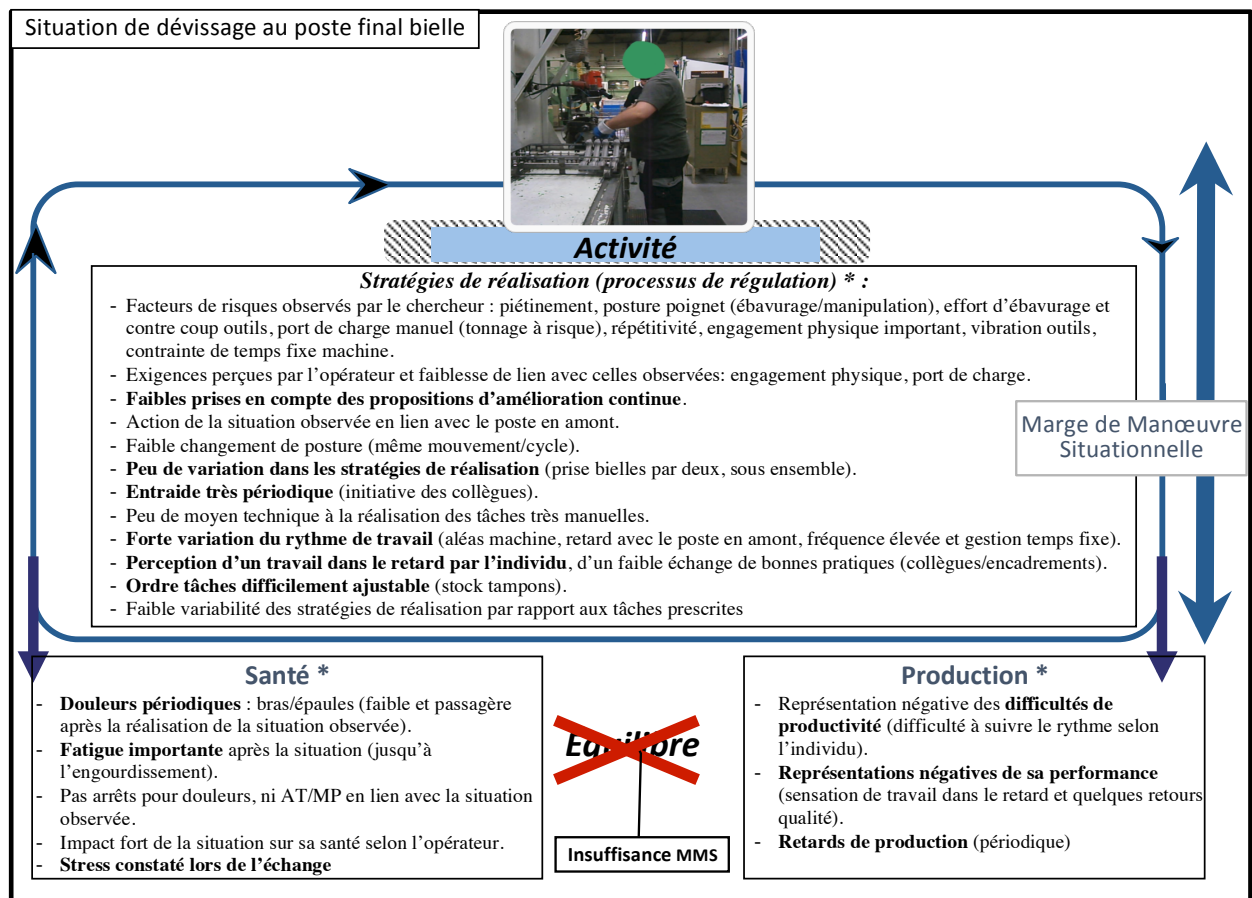 Situation de dévissage au poste final bielle
Activité
Stratégies de réalisation (processus de régulation) * :
- Facteurs de risques observés par le chercheur : piétinement, posture poignet (ébavurage/manipulation), effort d'ébavurage et
contre coup outils, port de charge manuel (tonnage à risque), répétitivité, engagement physique important, vibration outils,
contrainte de temps fixe machine.
- Exigences perçues par l'opérateur et faiblesse de lien avec celles observées: engagement physique, port de charge.
- Faibles prises en compte des propositions d'amélioration continue.
- Action de la situation observée en lien avec le poste en amont.
- Faible changement de posture (même mouvement/cycle).
- Peu de variation dans les stratégies de réalisation (prise bielles par deux, sous ensemble).
- Entraide très périodique (initiative des collègues).
- Peu de moyen technique à la réalisation des tâches très manuelles.
- Forte variation du rythme de travail (aléas machine, retard avec le poste en amont, fréquence élevée et gestion temps fixe).
- Perception d'un travail dans le retard par l'individu, d'un faible échange de bonnes pratiques (collègues/encadrements).
- Ordre tâches difficilement ajustable (stock tampons).
- Faible variabilité des stratégies de réalisation par rapport aux tâches prescrites
Marge de Manœuvre
Situationnelle
Santé *
- Douleurs périodiques : bras/épaules (faible et passagère
après la réalisation de la situation observée).
- Fatigue importante après la situation (jusqu'à
l'engourdissement).
- Pas arrêts pour douleurs, ni AT/MP en lien avec la situation
observée.
- Impact fort de la situation sur sa santé selon l'opérateur.
- Stress constaté lors de l'échange
Equilibre
Insuffisance MMS
Production *
- Représentation négative des difficultés de
productivité (difficulté à suivre le rythme selon
l'individu).
- Représentations négatives de sa performance
(sensation de travail dans le retard et quelques retours
qualité).
- Retards de production (périodique)